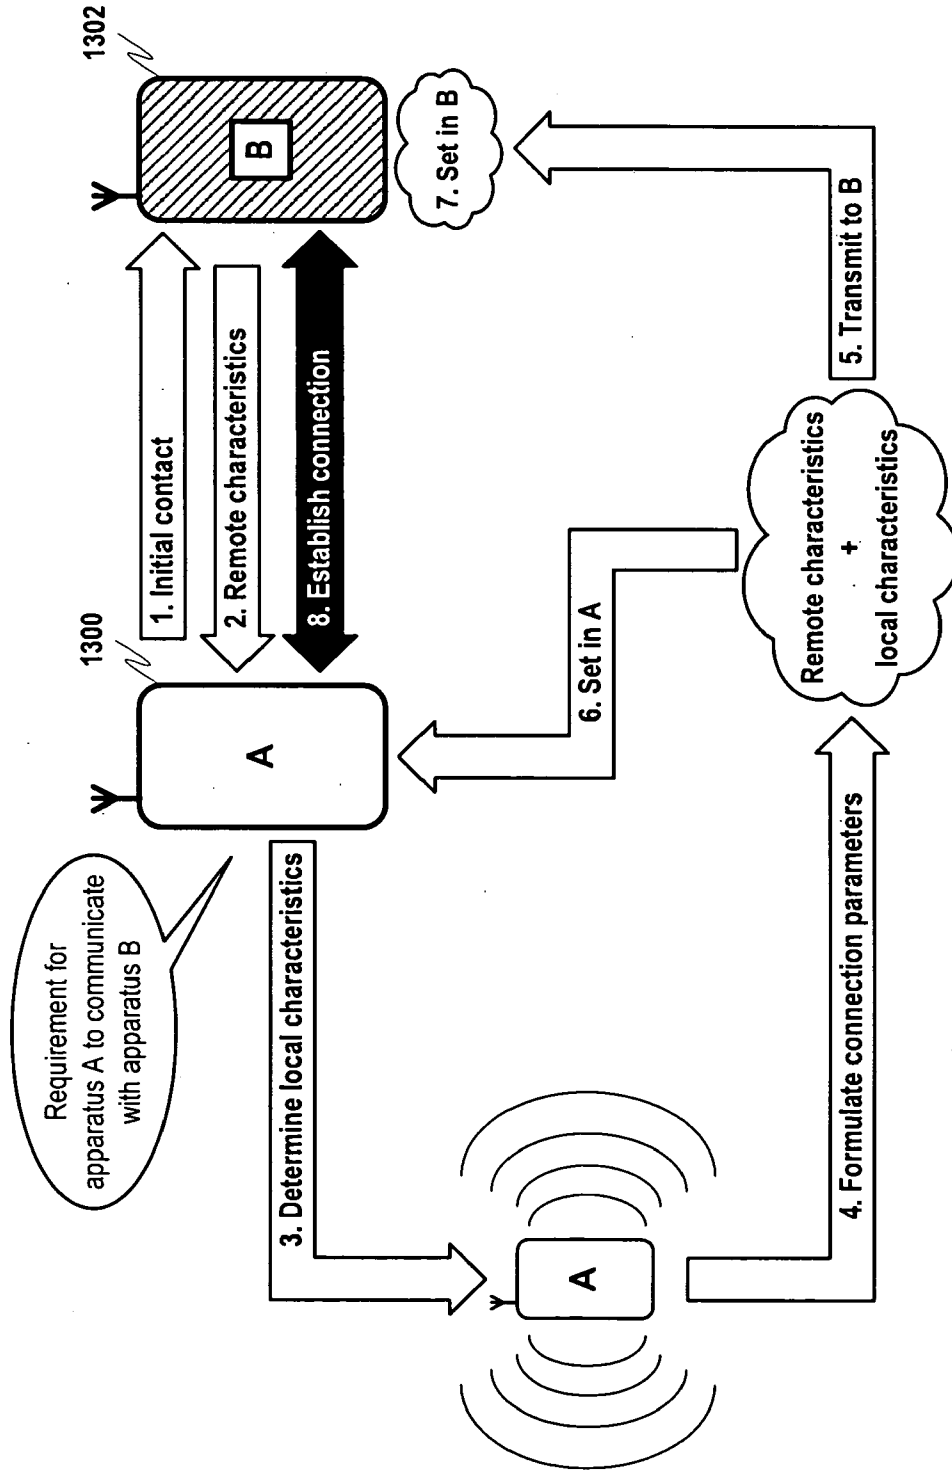 Requirement for
apparatus A to communicate
with apparatus B
1300
1302
A
B
1. Initial contact
2. Remote characteristics
8. Establish connection
7. Set in B
3. Determine local characteristics
6. Set in A
A
4. Formulate connection parameters
Remote characteristics
+
local characteristics
5. Transmit to B